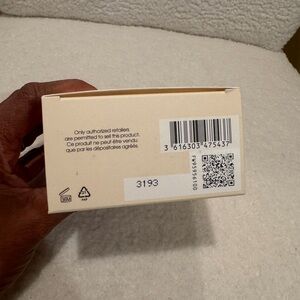 Only authorized retailers
are permitted to sell this product.
Ce produit ne peut être vendu
que par les dépositaires agréés.
3 616303 475437
3193